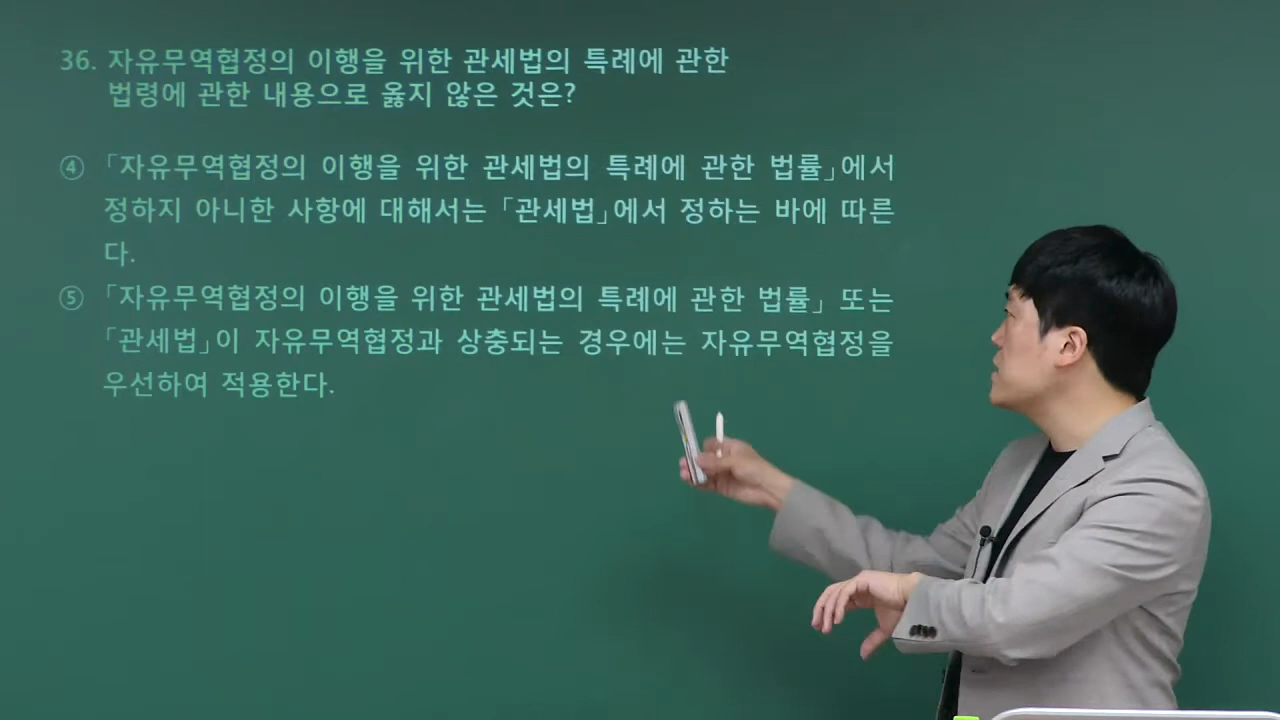 36. 자유무역협정의 이행을 위한 관세법의 특례에 관한
법령에 관한 내용으로 옳지 않은 것은?
④ 「자유무역협정의 이행을 위한 관세법의 특례에 관한 법률」에서
정하지 아니한 사항에 대해서는 「관세법」에서 정하는 바에 따른
다.
⑤ 「자유무역협정의 이행을 위한 관세법의 특례에 관한 법률」 또는
「관세법」이 자유무역협정과 상충되는 경우에는 자유무역협정을
우선하여 적용한다.